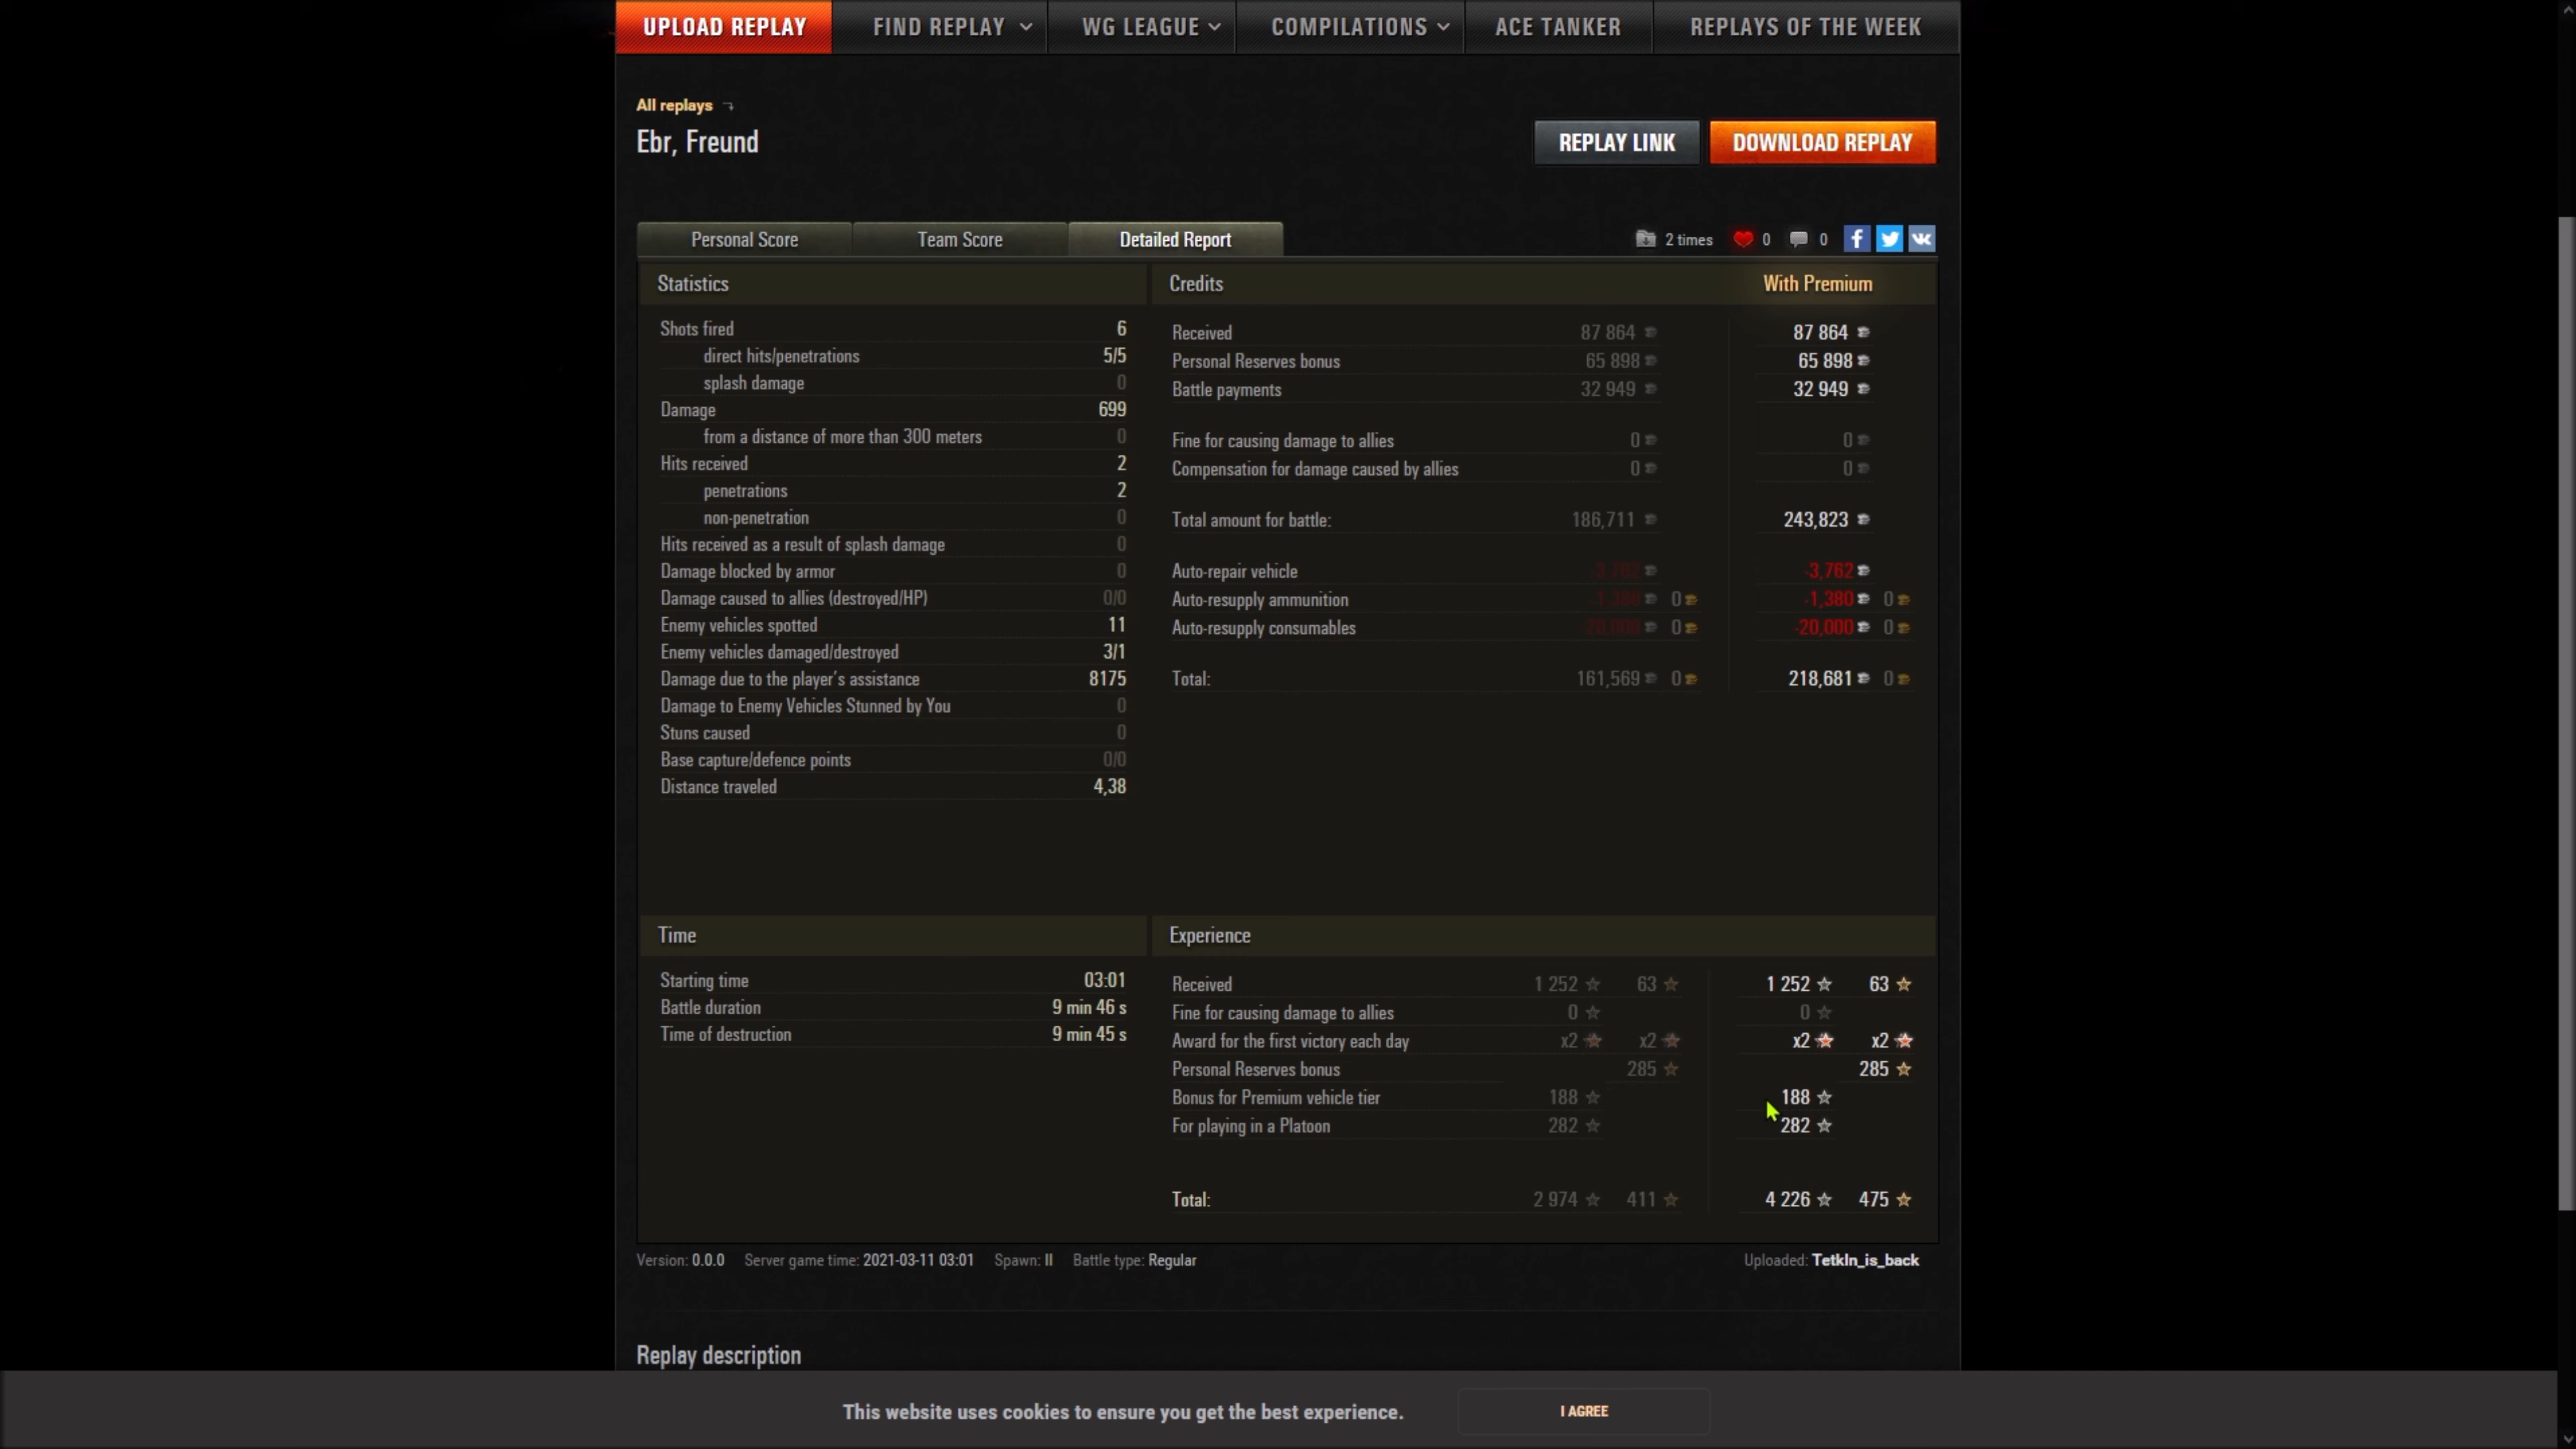 UPLOAD REPLAY FIND REPLAY WG LEAGUE COMPILATIONS ACE TANKER REPLAYS OF THE WEEK
All replays
Ebr, Freund
REPLAY LINK DOWNLOAD REPLAY
Personal Score Team Score Detailed Report 2 times 0 0
Statistics
Shots fired 6
direct hits/penetrations 5/5
splash damage 0
Damage 699
from a distance of more than 300 meters 0
Hits received 2
penetrations 2
non-penetration 0
Hits received as a result of splash damage 0
Damage blocked by armor 0
Damage caused to allies (destroyed/HP) 0/0
Enemy vehicles spotted 11
Enemy vehicles damaged/destroyed 3/1
Damage due to the player's assistance 8175
Damage to Enemy Vehicles Stunned by You 0
Stuns caused 0
Base capture/defence points 0/0
Distance traveled 4,38
Credits With Premium
Received 87 864 87 864
Personal Reserves bonus 65 898 65 898
Battle payments 32 949 32 949
Fine for causing damage to allies 0 0
Compensation for damage caused by allies 0 0
Total amount for battle: 186,711 243,823
Auto-repair vehicle -3,762 -3,762
Auto-resupply ammunition -1,380 0 -1,380 0
Auto-resupply consumables -20,000 0 -20,000 0
Total: 161,569 0 218,681 0
Time
Starting time 03:01
Battle duration 9 min 46 s
Time of destruction 9 min 45 s
Experience
Received 1 252 63 1 252 63
Fine for causing damage to allies 0 0
Award for the first victory each day x2 x2 x2 x2
Personal Reserves bonus 285 285
Bonus for Premium vehicle tier 188 188
For playing in a Platoon 282 282
Total: 2 974 411 4 226 475
Version: 0.0.0 Server game time: 2021-03-11 03:01 Spawn: II Battle type: Regular Uploaded: Tetkln_is_back
Replay description
This website uses cookies to ensure you get the best experience. I AGREE